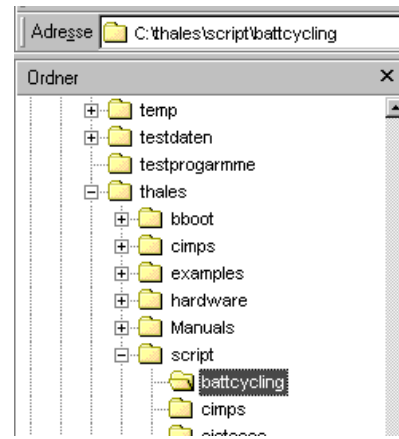 Adresse C:\thales\script\battcycling
Ordner
temp
testdaten
testprogarmme
thales
bboot
cimps
examples
hardware
Manuals
script
battcycling
cimps